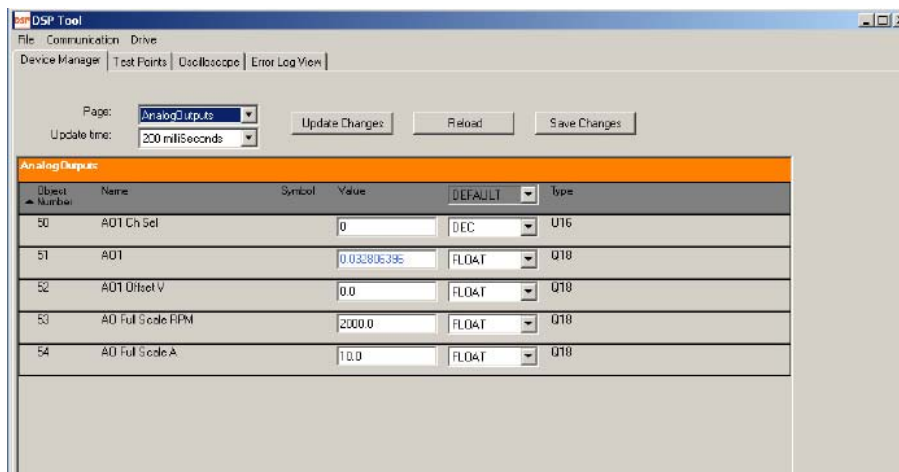 DSP Tool
File Communication Drive
Device Manager Test Points Oscilloscope Error Log View
Page: AnalogOutputs Update Changes Reload Save Changes
Update time: 200 milliSeconds
AnalogOutputs
Object Number Name Symbol Value DEFAULT Type
50 AO1 Ch Sel 0 DEC U16
51 AO1 0.032806396 FLOAT Q18
52 AO1 Offset V 0.0 FLOAT Q18
53 AO Full Scale RPM 2000.0 FLOAT Q18
54 AO Full Scale A 10.0 FLOAT Q18